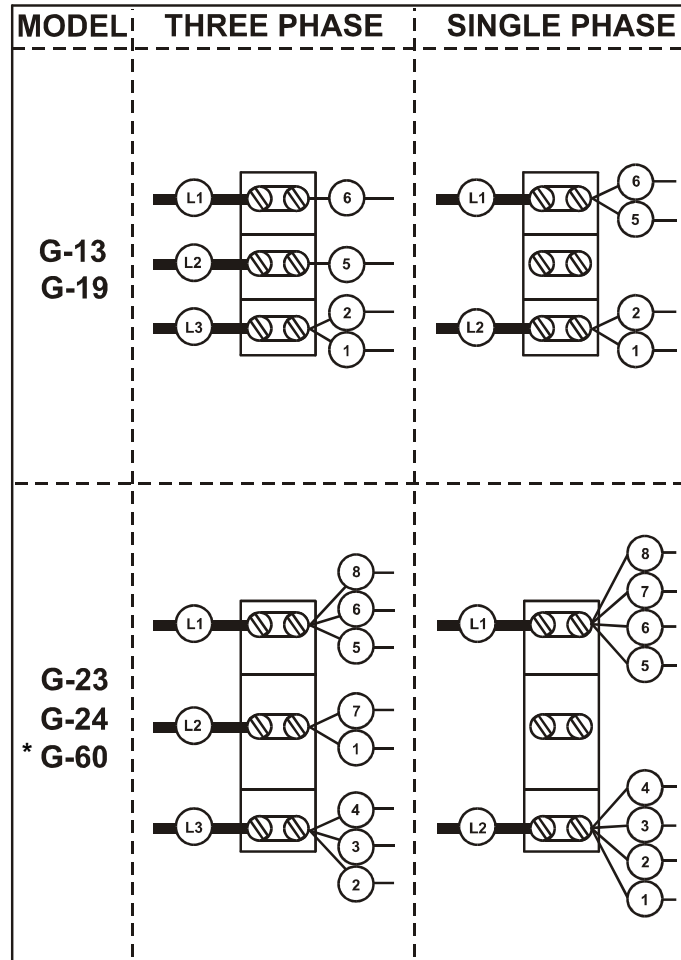 MODEL THREE PHASE SINGLE PHASE
G-13
G-19
L1 6
L2 5
L3 2
1
L1 6
5
L2 2
1
G-23
G-24
* G-60
L1 8
6
5
L2 7
1
L3 4
3
2
L1 8
7
6
5
L2 4
3
2
1